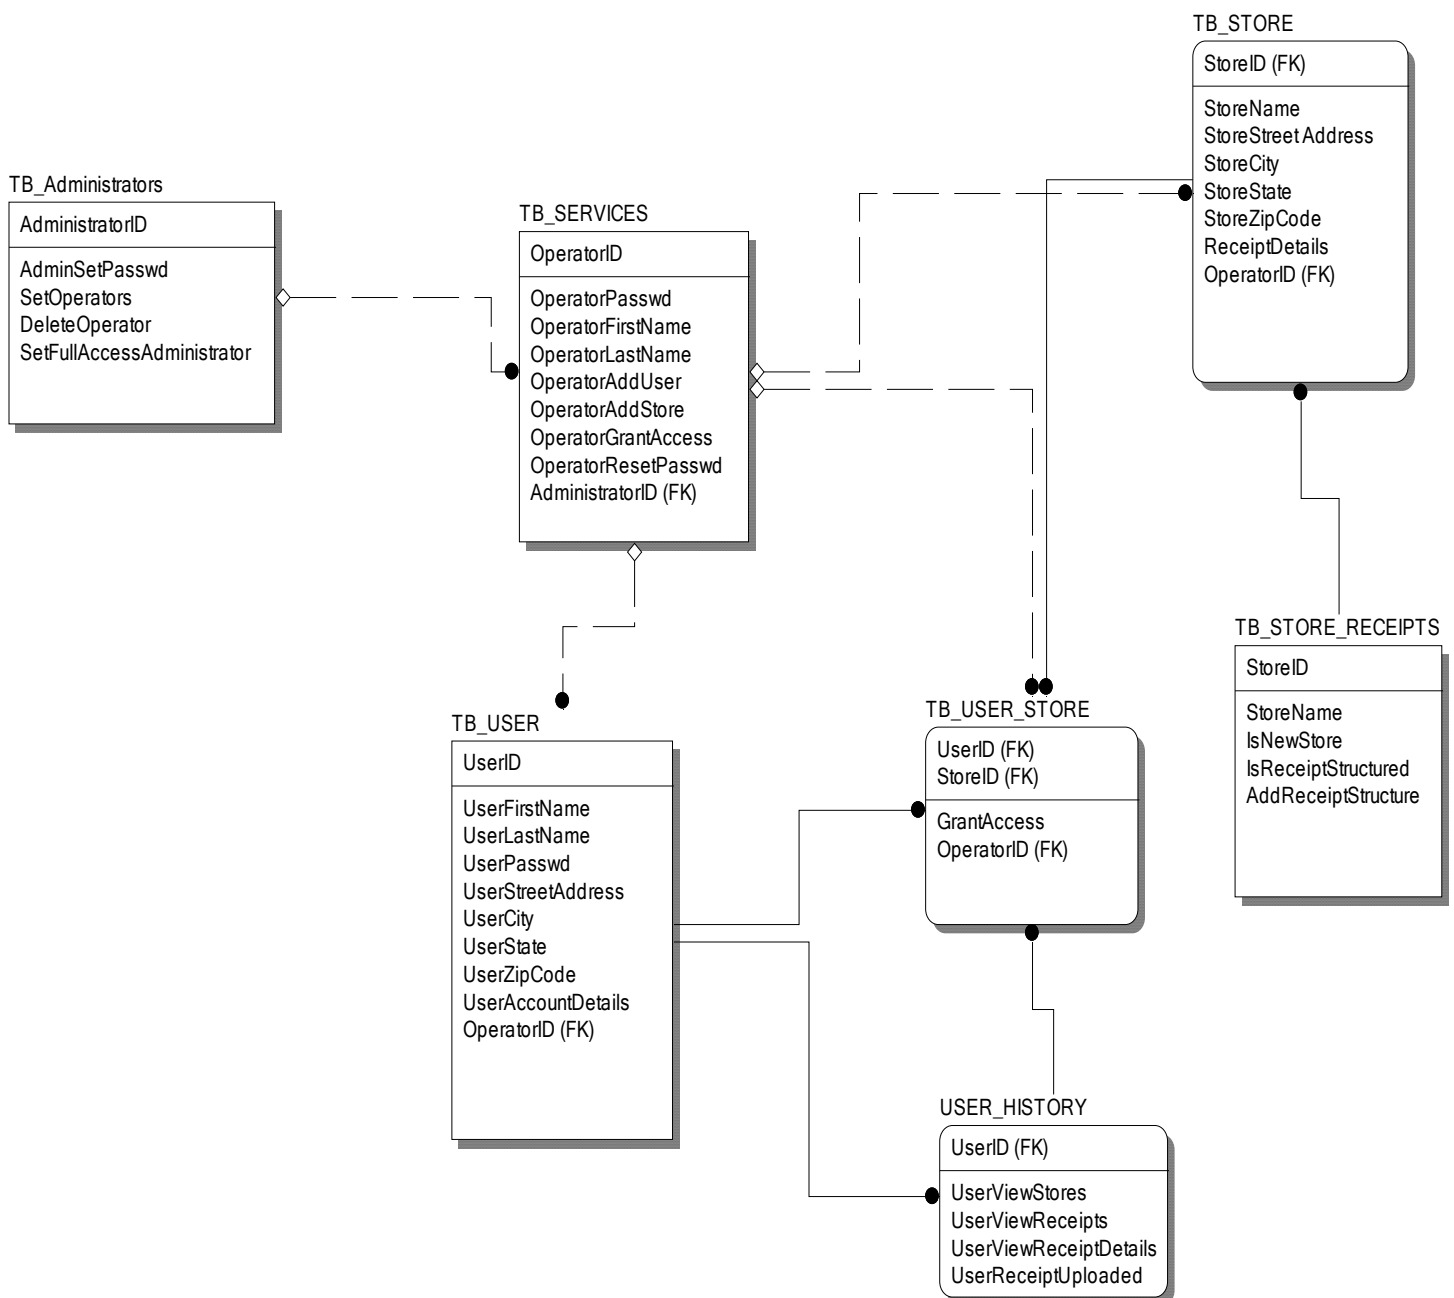 TB_STORE
StoreID (FK)
StoreName
StoreStreet Address
StoreCity
StoreState
StoreZipCode
ReceiptDetails
OperatorID (FK)
TB_Administrators
AdministratorID
AdminSetPasswd
SetOperators
DeleteOperator
SetFullAccessAdministrator
TB_SERVICES
OperatorID
OperatorPasswd
OperatorFirstName
OperatorLastName
OperatorAddUser
OperatorAddStore
OperatorGrantAccess
OperatorResetPasswd
AdministratorID (FK)
TB_STORE_RECEIPTS
StoreID
StoreName
IsNewStore
IsReceiptStructured
AddReceiptStructure
TB_USER
UserID
UserFirstName
UserLastName
UserPasswd
UserStreetAddress
UserCity
UserState
UserZipCode
UserAccountDetails
OperatorID (FK)
TB_USER_STORE
UserID (FK)
StoreID (FK)
GrantAccess
OperatorID (FK)
USER_HISTORY
UserID (FK)
UserViewStores
UserViewReceipts
UserViewReceiptDetails
UserReceiptUploaded